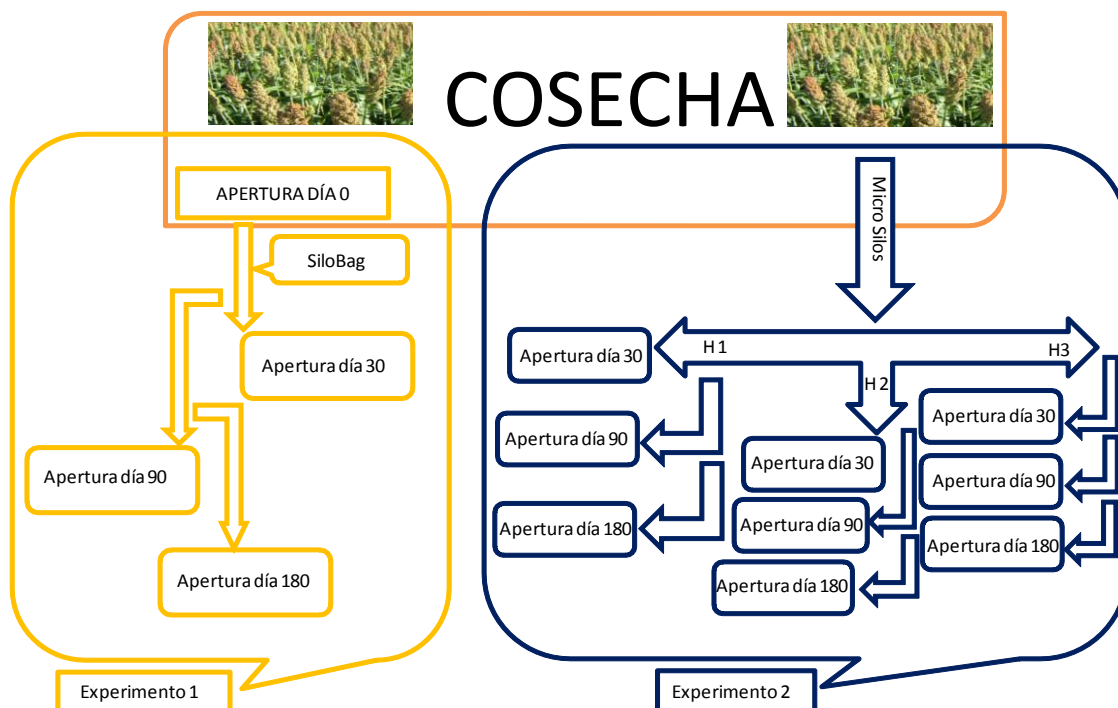 COSECHA
APERTURA DÍA 0
SiloBag
Apertura día 30
Apertura día 90
Apertura día 180
Experimento 1
Micro Silos
H 1
H 2
H3
Apertura día 30
Apertura día 90
Apertura día 180
Apertura día 30
Apertura día 90
Apertura día 180
Apertura día 30
Apertura día 90
Apertura día 180
Experimento 2